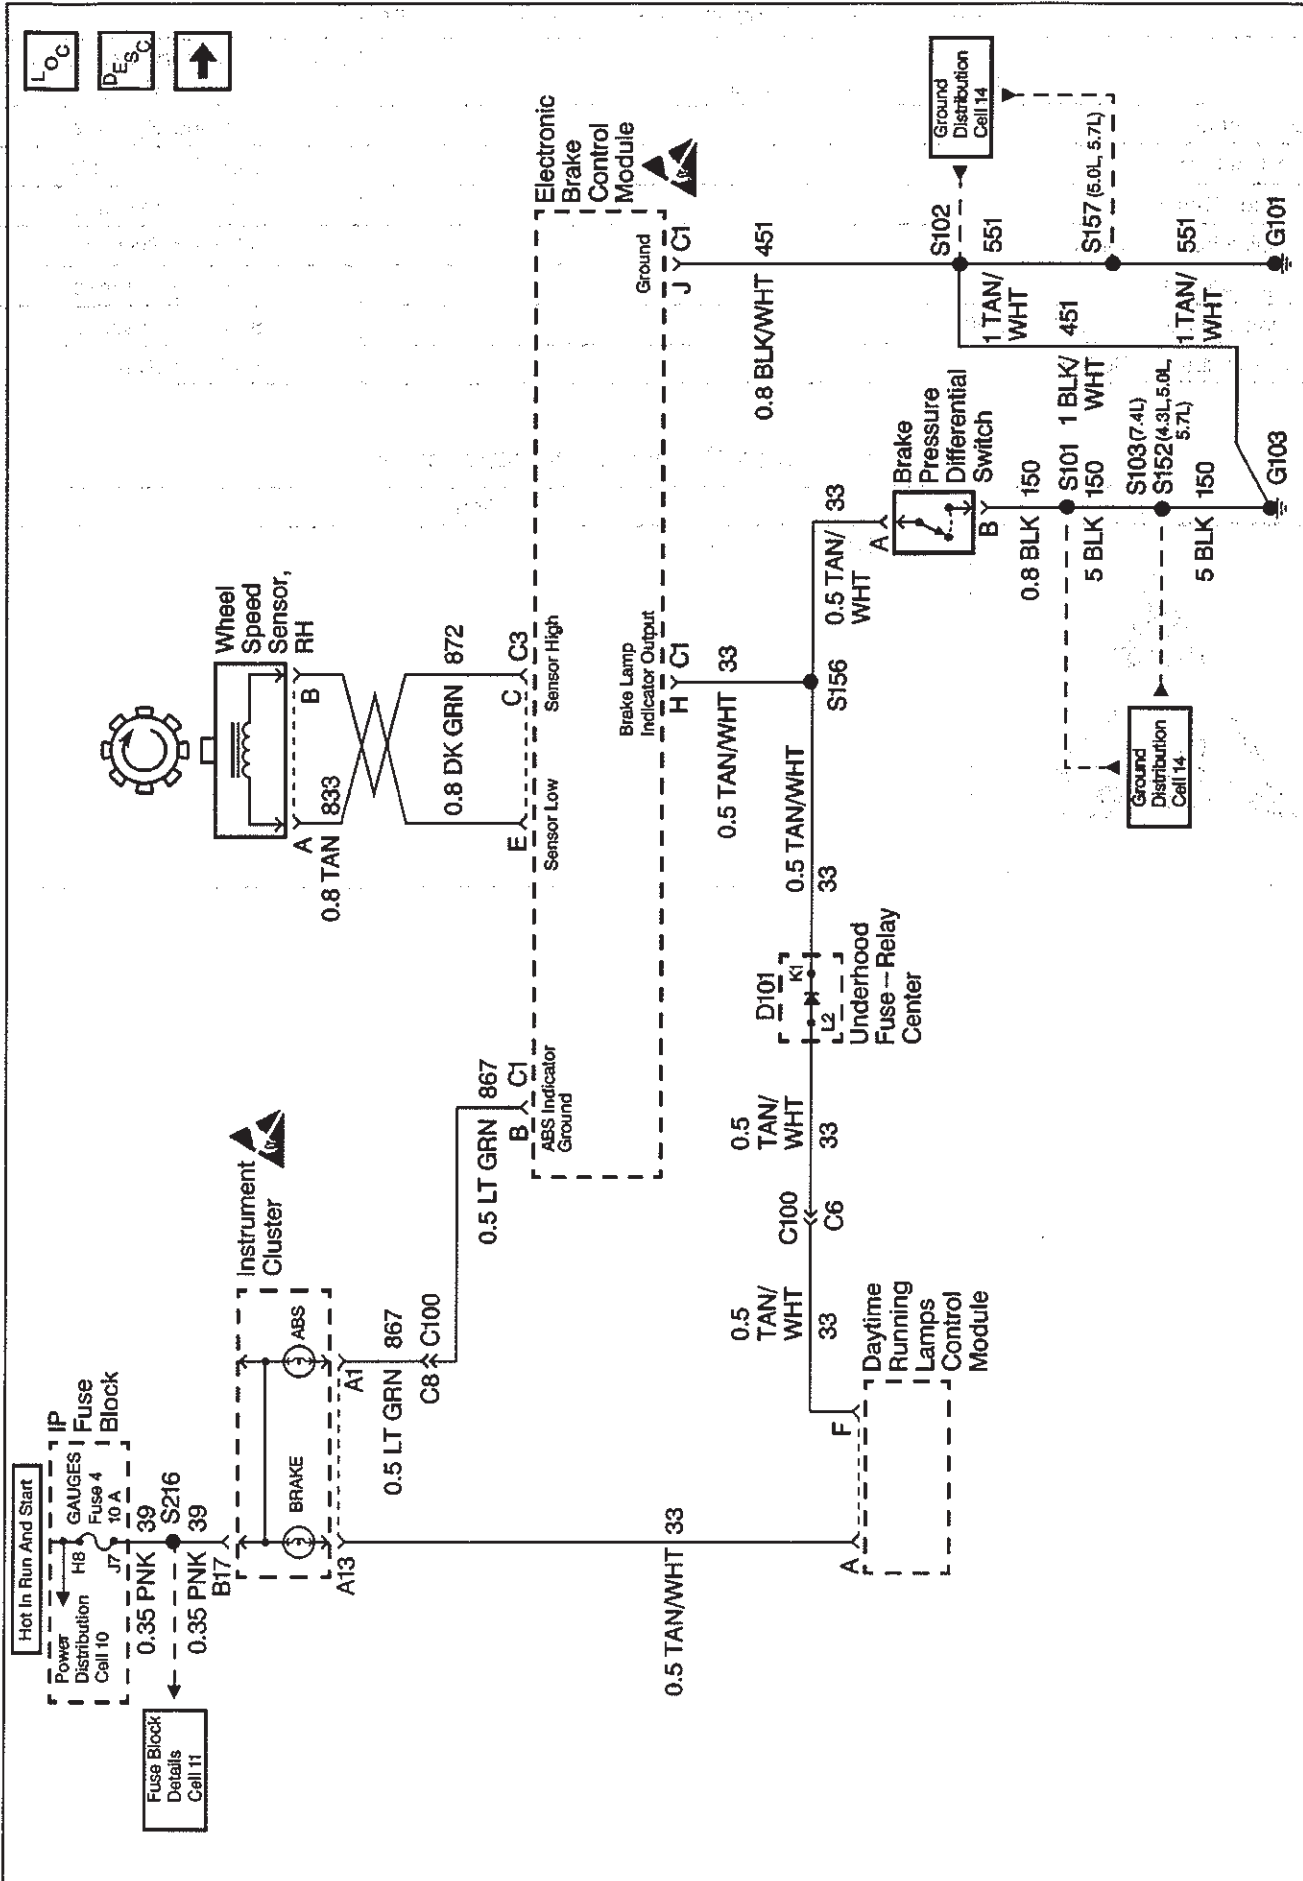 LOC
DESC
Hot In Run And Start
IP
Fuse
Block
GAUGES
Fuse 4
10 A
H8
J7
Power
Distribution
Cell 10
0.35 PNK 39
S216
0.35 PNK 39
B17
Fuse Block
Details
Cell 11
Instrument
Cluster
BRAKE
ABS
A13
A1
0.5 LT GRN 867
C8
C100
0.5 LT GRN 867
B
C1
ABS Indicator
Ground
Wheel
Speed
Sensor,
RH
A
B
0.8 TAN 833
0.8 DK GRN 872
E
C
C3
Sensor Low
Sensor High
Electronic
Brake
Control
Module
Brake Lamp
Indicator Output
Ground
H
C1
J
C1
0.5 TAN/WHT 33
0.8 BLK/WHT 451
0.5 TAN/WHT 33
A
F
Daytime
Running
Lamps
Control
Module
0.5
TAN/
WHT
33
C100
C6
0.5
TAN/
WHT
33
D101
L2
K1
Underhood
Fuse–Relay
Center
0.5 TAN/WHT
33
S156
0.5 TAN/
WHT
33
A
B
Brake
Pressure
Differential
Switch
0.8 BLK 150
S101
5 BLK 150
S103 (7.4L)
S152 (4.3L, 5.0L,
5.7L)
5 BLK 150
G103
Ground
Distribution
Cell 14
Ground
Distribution
Cell 14
S102
1 TAN/
WHT
551
1 BLK/
WHT
451
S157 (5.0L, 5.7L)
1 TAN/
WHT
551
G101